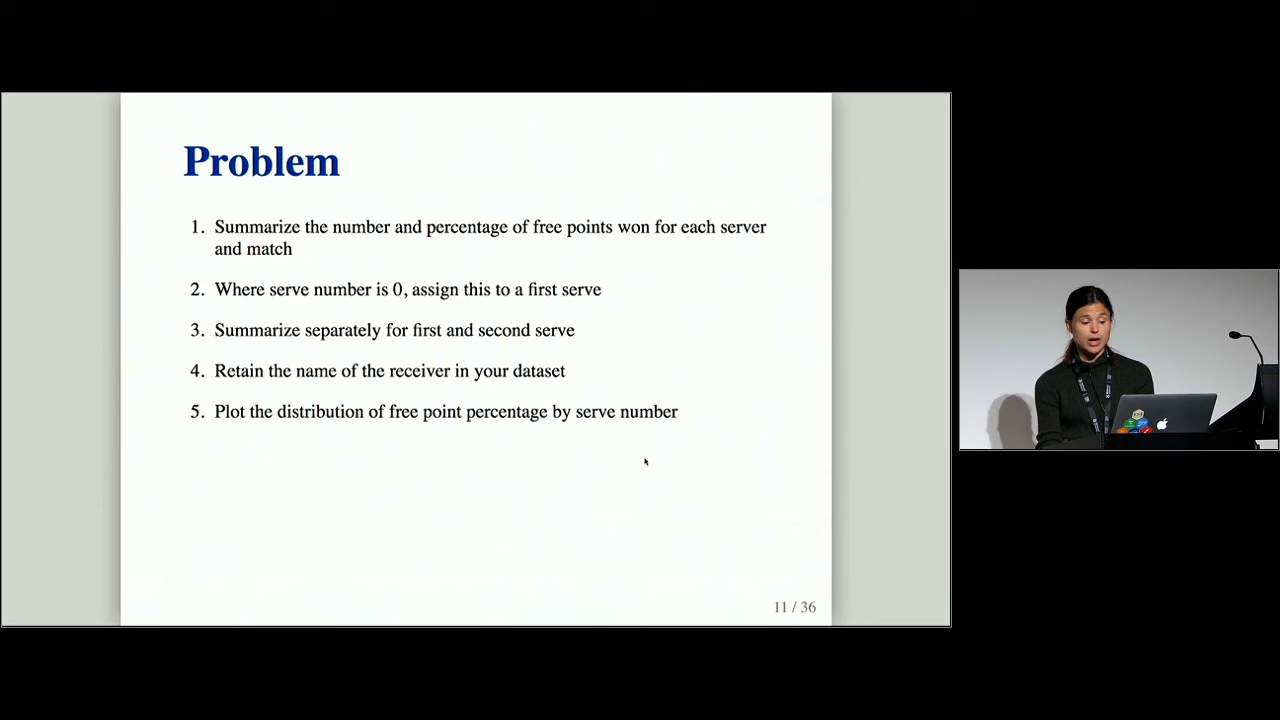 Problem
1. Summarize the number and percentage of free points won for each server
and match
2. Where serve number is 0, assign this to a first serve
3. Summarize separately for first and second serve
4. Retain the name of the receiver in your dataset
5. Plot the distribution of free point percentage by serve number
11 / 36